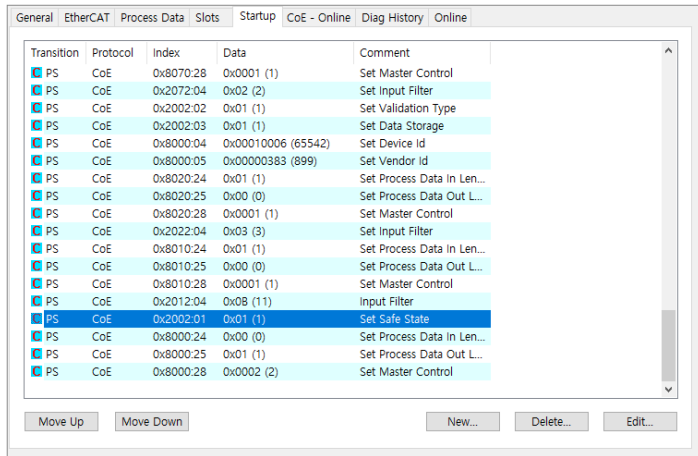 General EtherCAT Process Data Slots Startup CoE - Online Diag History Online
Transition Protocol Index Data Comment
C PS CoE 0x8070:28 0x0001 (1) Set Master Control
C PS CoE 0x2072:04 0x02 (2) Set Input Filter
C PS CoE 0x2002:02 0x01 (1) Set Validation Type
C PS CoE 0x2002:03 0x01 (1) Set Data Storage
C PS CoE 0x8000:04 0x00010006 (65542) Set Device Id
C PS CoE 0x8000:05 0x00000383 (899) Set Vendor Id
C PS CoE 0x8020:24 0x01 (1) Set Process Data In Len...
C PS CoE 0x8020:25 0x00 (0) Set Process Data Out L...
C PS CoE 0x8020:28 0x0001 (1) Set Master Control
C PS CoE 0x2022:04 0x03 (3) Set Input Filter
C PS CoE 0x8010:24 0x01 (1) Set Process Data In Len...
C PS CoE 0x8010:25 0x00 (0) Set Process Data Out L...
C PS CoE 0x8010:28 0x0001 (1) Set Master Control
C PS CoE 0x2012:04 0x0B (11) Input Filter
C PS CoE 0x2002:01 0x01 (1) Set Safe State
C PS CoE 0x8000:24 0x00 (0) Set Process Data In Len...
C PS CoE 0x8000:25 0x01 (1) Set Process Data Out L...
C PS CoE 0x8000:28 0x0002 (2) Set Master Control
Move Up Move Down New... Delete... Edit...